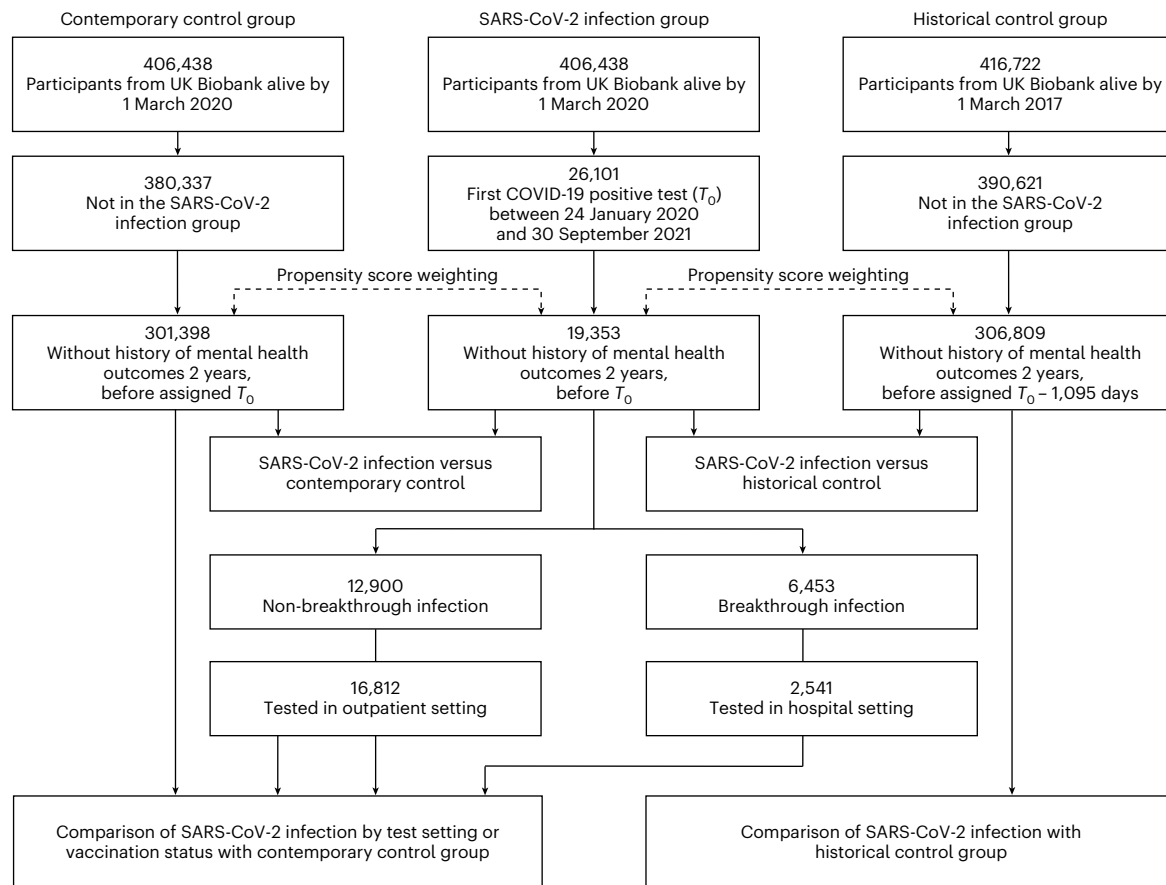 Contemporary control group
SARS-CoV-2 infection group
Historical control group
406,438
Participants from UK Biobank alive by
1 March 2020
406,438
Participants from UK Biobank alive by
1 March 2020
416,722
Participants from UK Biobank alive by
1 March 2017
380,337
Not in the SARS-CoV-2
infection group
26,101
First COVID-19 positive test (T0)
between 24 January 2020
and 30 September 2021
390,621
Not in the SARS-CoV-2
infection group
Propensity score weighting
Propensity score weighting
301,398
Without history of mental health
outcomes 2 years,
before assigned T0
19,353
Without history of mental health
outcomes 2 years,
before T0
306,809
Without history of mental health
outcomes 2 years,
before assigned T0 – 1,095 days
SARS-CoV-2 infection versus
contemporary control
SARS-CoV-2 infection versus
historical control
12,900
Non-breakthrough infection
6,453
Breakthrough infection
16,812
Tested in outpatient setting
2,541
Tested in hospital setting
Comparison of SARS-CoV-2 infection by test setting or
vaccination status with contemporary control group
Comparison of SARS-CoV-2 infection with
historical control group